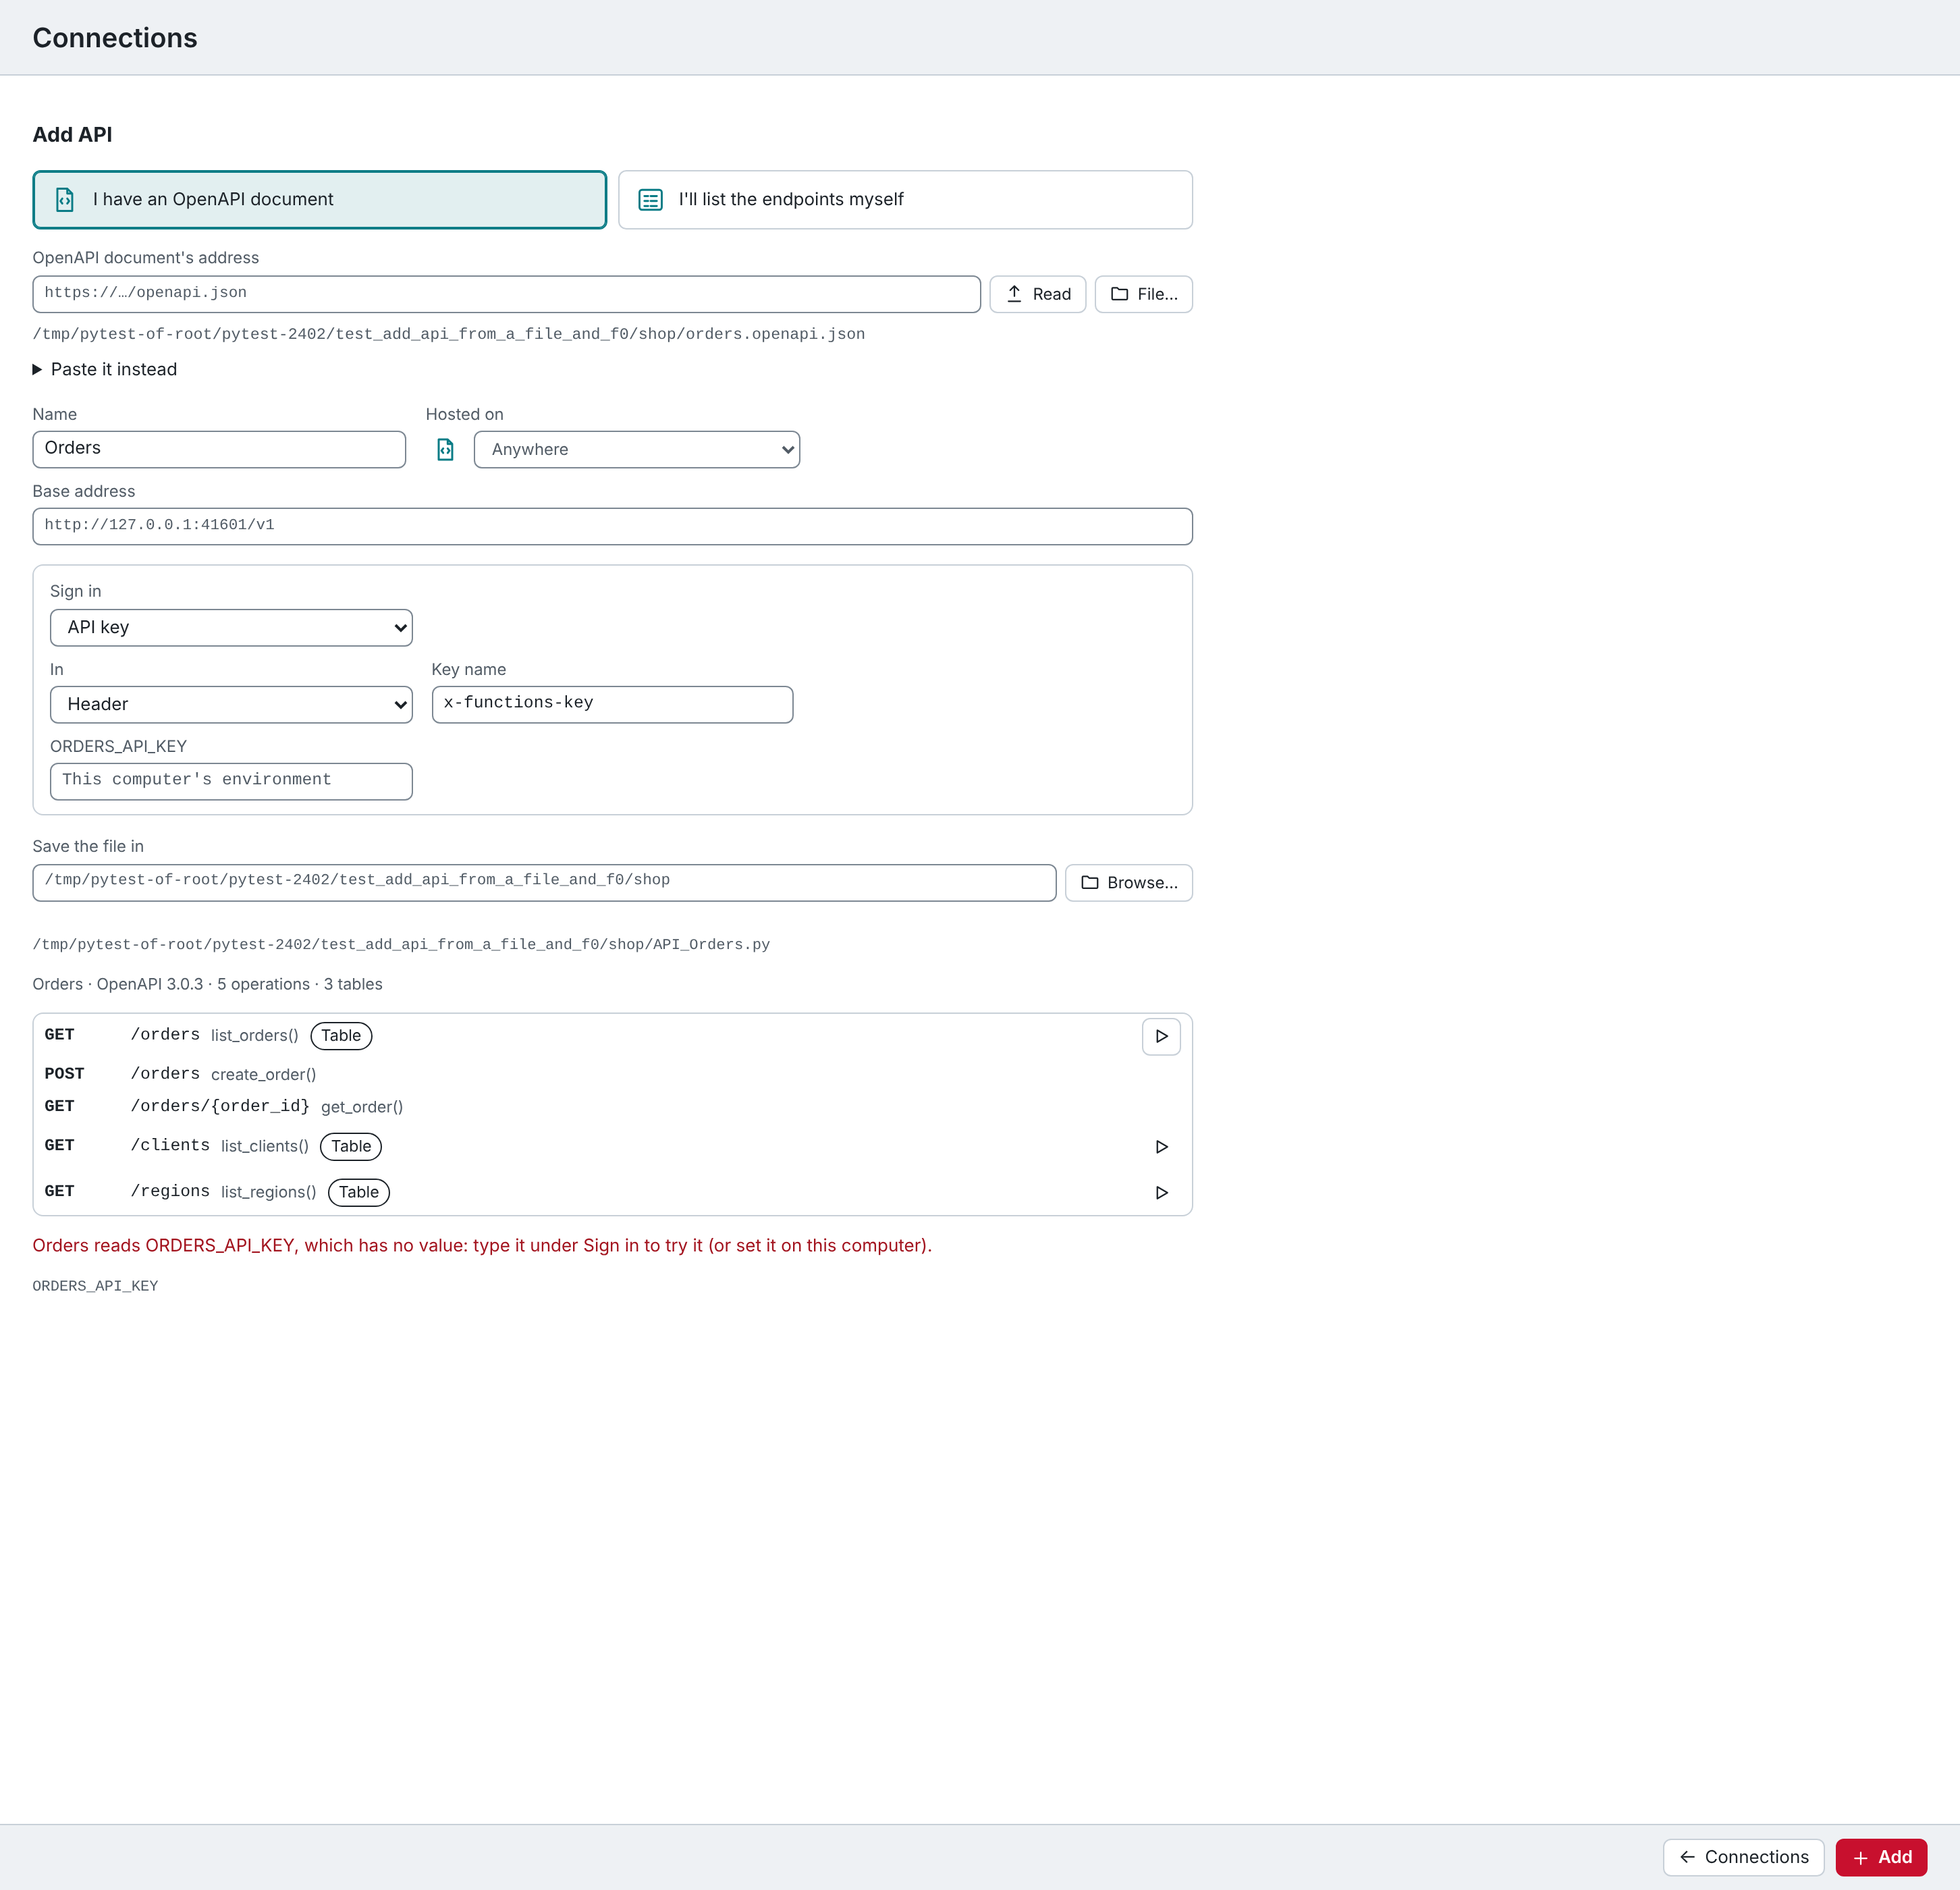 Connections
Add API
I have an OpenAPI document
I'll list the endpoints myself
OpenAPI document's address
https://…/openapi.json
Read
File...
/tmp/pytest-of-root/pytest-2402/test_add_api_from_a_file_and_f0/shop/orders.openapi.json
Paste it instead
Name
Hosted on
Orders
Anywhere
Base address
http://127.0.0.1:41601/v1
Sign in
API key
In
Key name
Header
x-functions-key
ORDERS_API_KEY
This computer's environment
Save the file in
/tmp/pytest-of-root/pytest-2402/test_add_api_from_a_file_and_f0/shop
Browse...
/tmp/pytest-of-root/pytest-2402/test_add_api_from_a_file_and_f0/shop/API_Orders.py
Orders · OpenAPI 3.0.3 · 5 operations · 3 tables
GET /orders list_orders() Table
POST /orders create_order()
GET /orders/{order_id} get_order()
GET /clients list_clients() Table
GET /regions list_regions() Table
Orders reads ORDERS_API_KEY, which has no value: type it under Sign in to try it (or set it on this computer).
ORDERS_API_KEY
Connections
Add